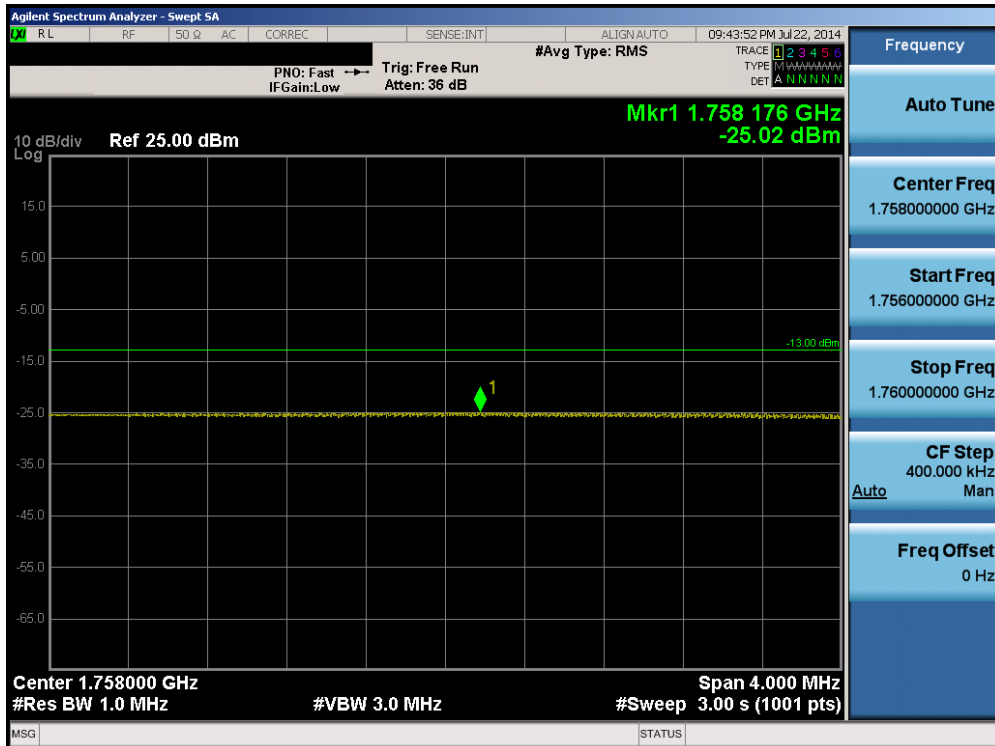 Agilent Spectrum Analyzer - Swept SA
LXI RL RF 50 Ω AC CORREC SENSE:INT ALIGN AUTO 09:43:52 PM Jul 22, 2014
Frequency
#Avg Type: RMS
TRACE 1 2 3 4 5 6
PNO: Fast
Trig: Free Run
TYPE M WWWWW
IFGain:Low
Atten: 36 dB
DET A N N N N N
Auto Tune
Mkr1 1.758 176 GHz
-25.02 dBm
10 dB/div
Ref 25.00 dBm
Log
Center Freq
1.758000000 GHz
15.0
5.00
Start Freq
1.756000000 GHz
-5.00
-13.00 dBm
-15.0
Stop Freq
1.760000000 GHz
1
-25.0
-35.0
CF Step
400.000 kHz
Auto Man
-45.0
-55.0
Freq Offset
0 Hz
-65.0
Center 1.758000 GHz
Span 4.000 MHz
#Res BW 1.0 MHz
#VBW 3.0 MHz
#Sweep 3.00 s (1001 pts)
MSG
STATUS